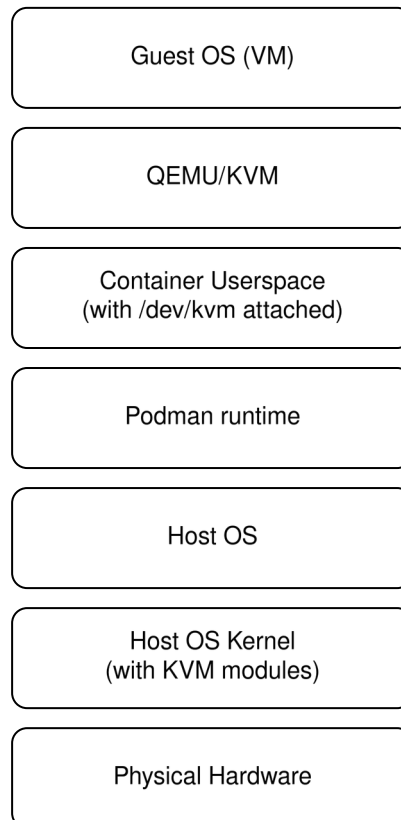 Guest OS (VM)
QEMU/KVM
Container Userspace
(with /dev/kvm attached)
Podman runtime
Host OS
Host OS Kernel
(with KVM modules)
Physical Hardware